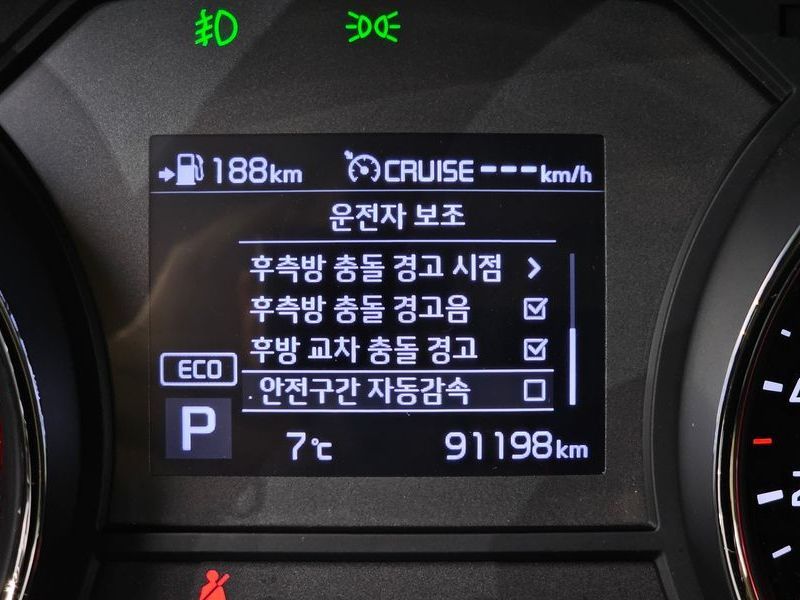 188km CRUISE---km/h
운전자 보조
후측방 충돌 경고 시점
후측방 충돌 경고음
후방 교차 충돌 경고
안전구간 자동감속
ECO
P
7℃ 91198km